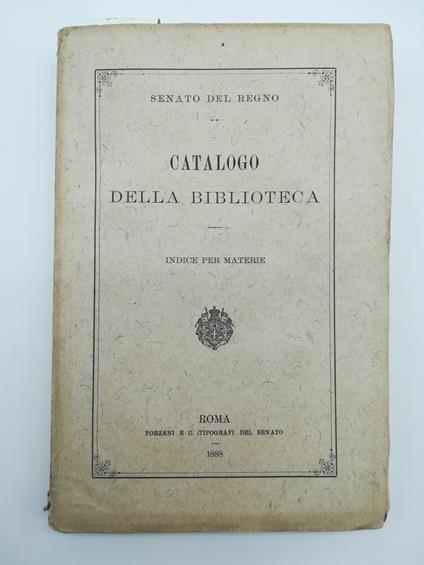 SENATO DEL REGNO
CATALOGO
DELLA BIBLIOTECA
INDICE PER MATERIE
ROMA
FORZANI E C. TIPOGRAFI DEL SENATO
1888